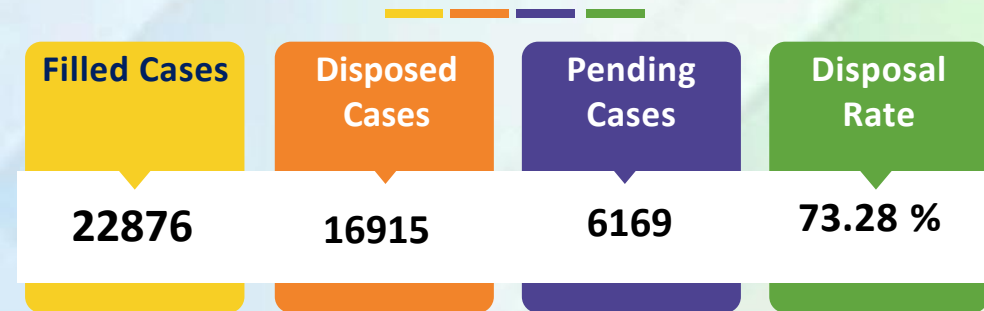 Filled Cases
Disposed
Cases
Pending
Cases
Disposal
Rate
22876
16915
6169
73.28 %